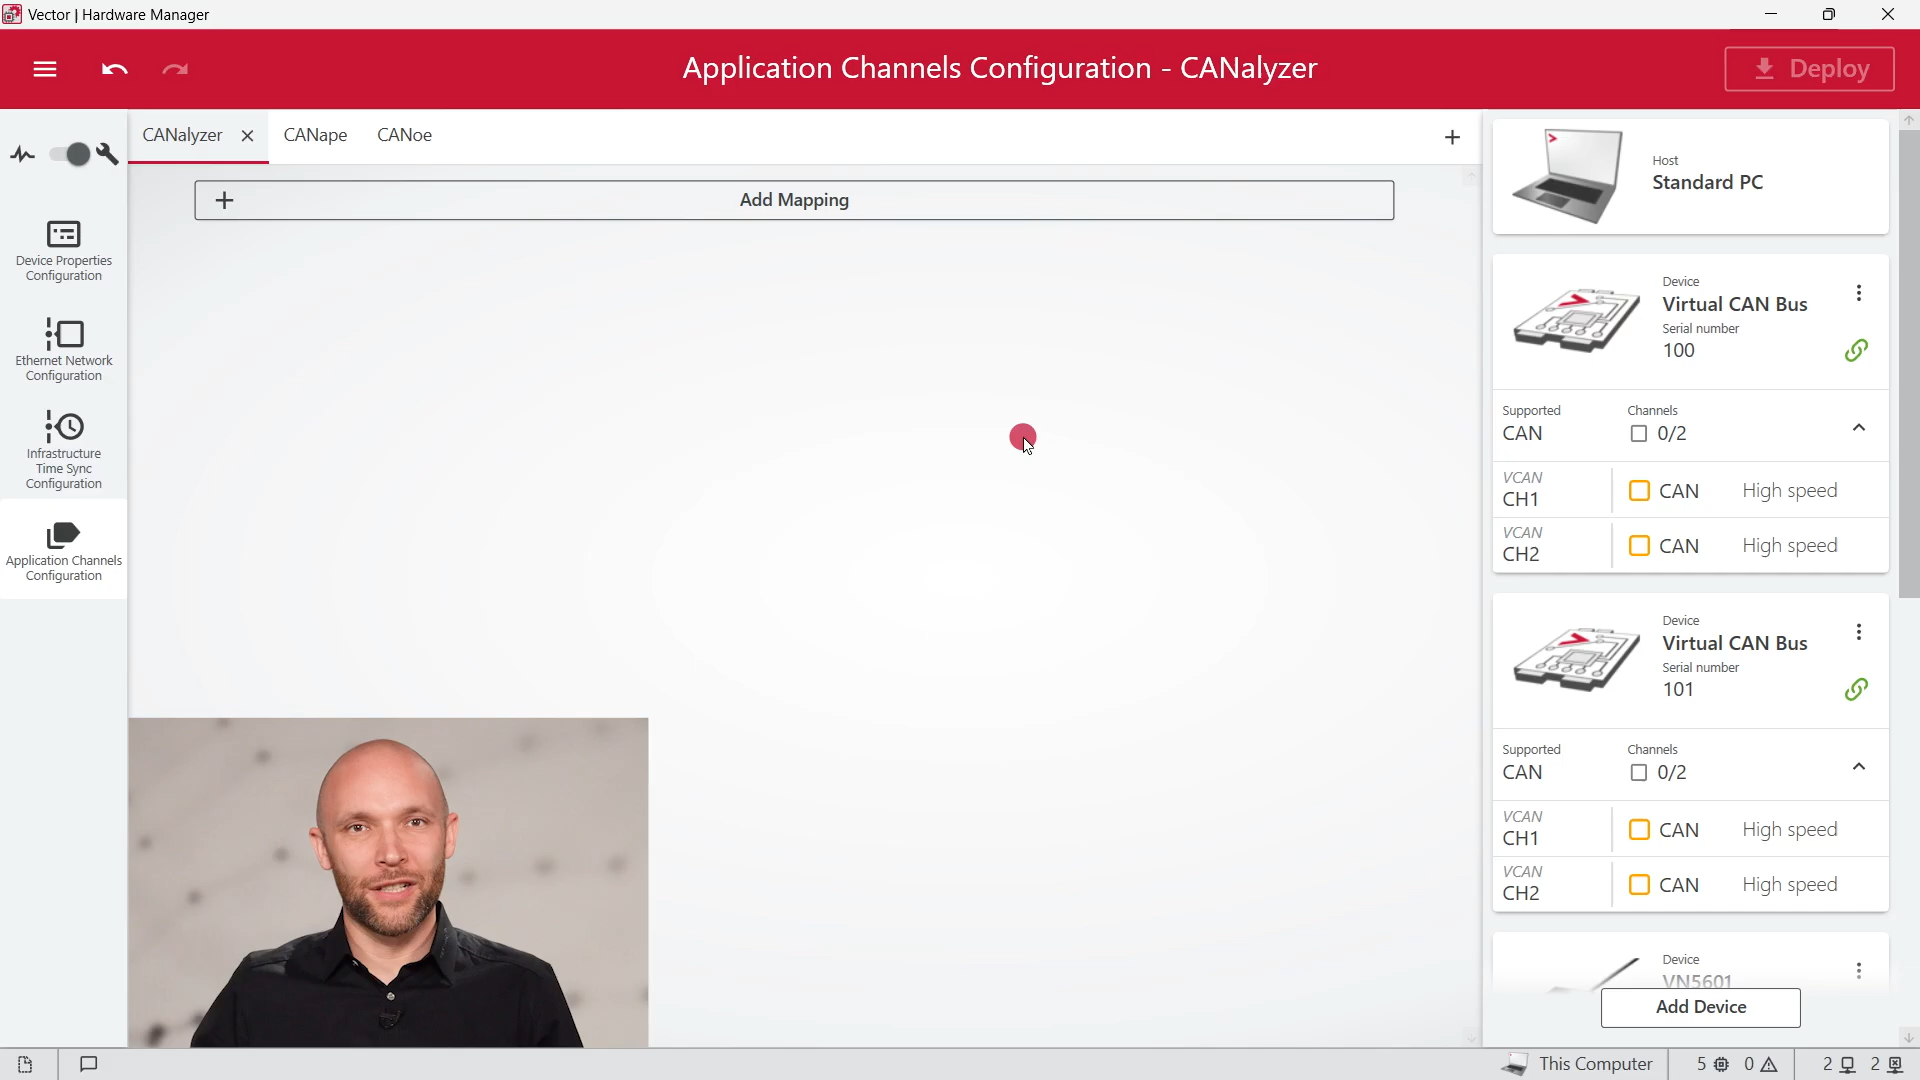 Vector | Hardware Manager
Application Channels Configuration - CANalyzer
Deploy
CANalyzer
CANape
CANoe
Add Mapping
Device Properties
Configuration
Ethernet Network
Configuration
Infrastructure
Time Sync
Configuration
Application Channels
Configuration
Host
Standard PC
Device
Virtual CAN Bus
Serial number
100
Supported
Channels
CAN
0/2
VCAN
CH1
CAN
High speed
VCAN
CH2
CAN
High speed
Device
Virtual CAN Bus
Serial number
101
Supported
Channels
CAN
0/2
VCAN
CH1
CAN
High speed
VCAN
CH2
CAN
High speed
Device
VN5601
Add Device
This Computer
5
0
2
2